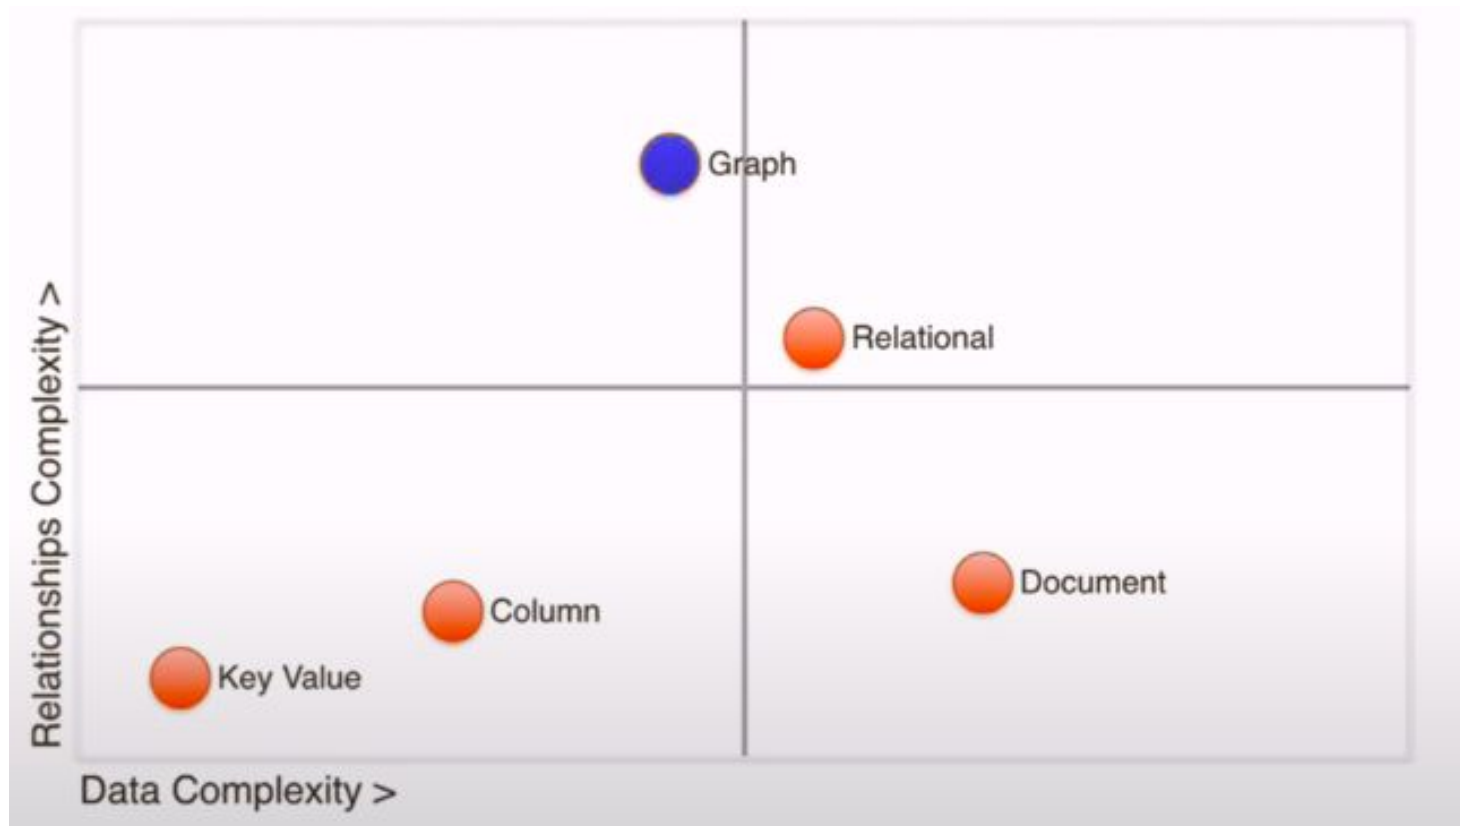 Graph
Relational
Document
Column
Key Value
Relationships Complexity >
Data Complexity >